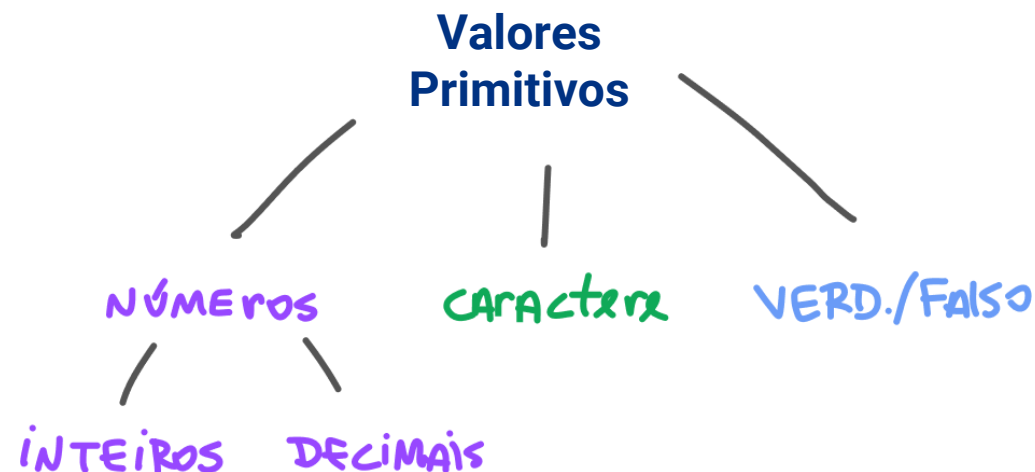 Valores
Primitivos
NÚMEROS
CARACTERE
VERD./FALSO
INTEIROS
DECIMAIS